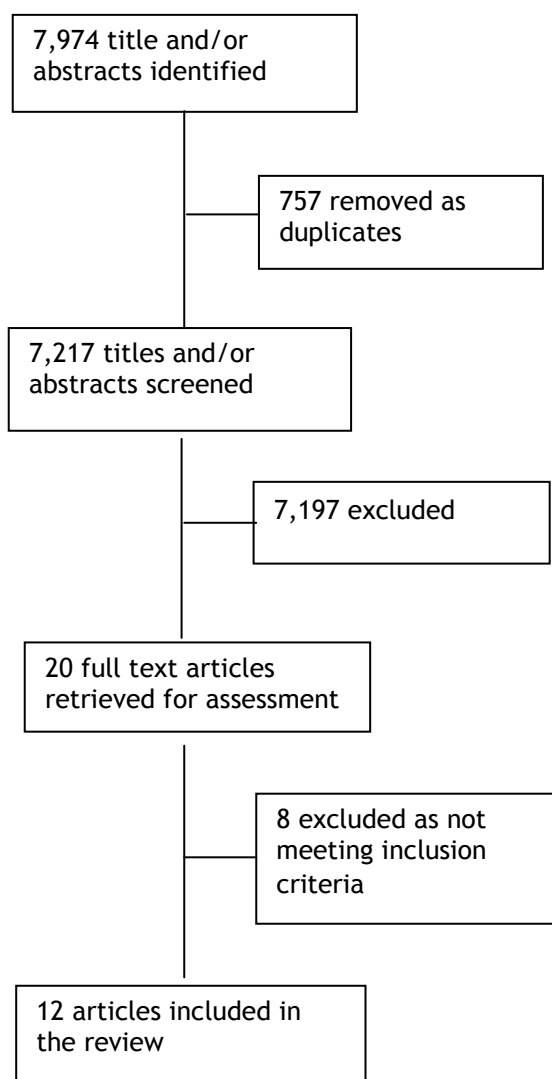 7,974 title and/or
abstracts identified
757 removed as
duplicates
7,217 titles and/or
abstracts screened
7,197 excluded
20 full text articles
retrieved for assessment
8 excluded as not
meeting inclusion
criteria
12 articles included in
the review